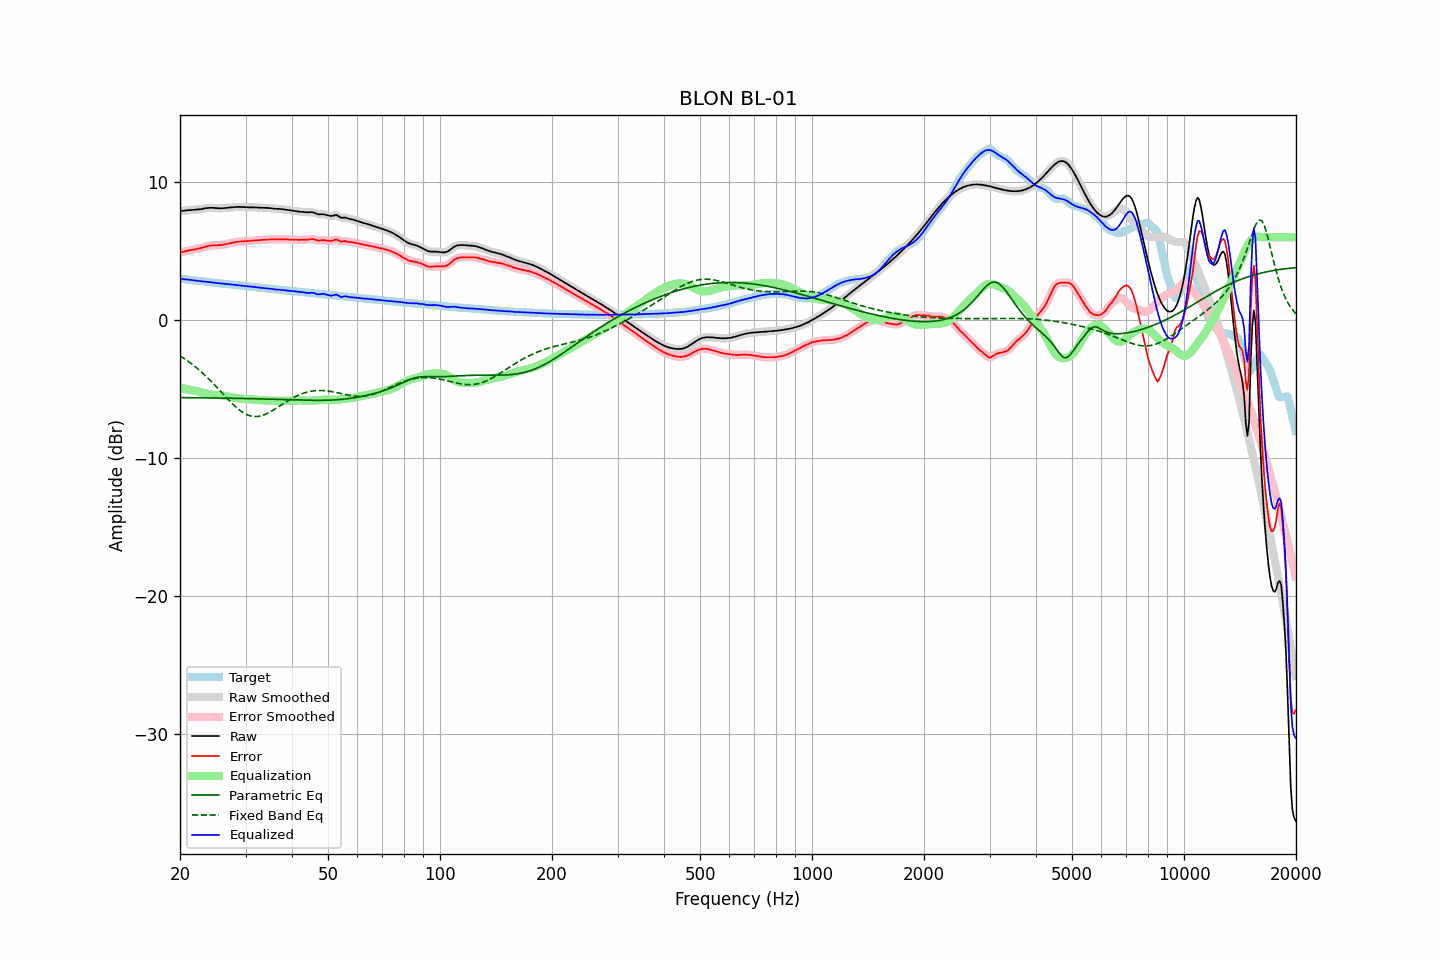 BLON BL-01
Amplitude (dBr)
10
0
−10
−20
−30
Target
Raw Smoothed
Error Smoothed
Raw
Error
Equalization
Parametric Eq
Fixed Band Eq
Equalized
20 50 100 200 500 1000 2000 5000 10000 20000
Frequency (Hz)